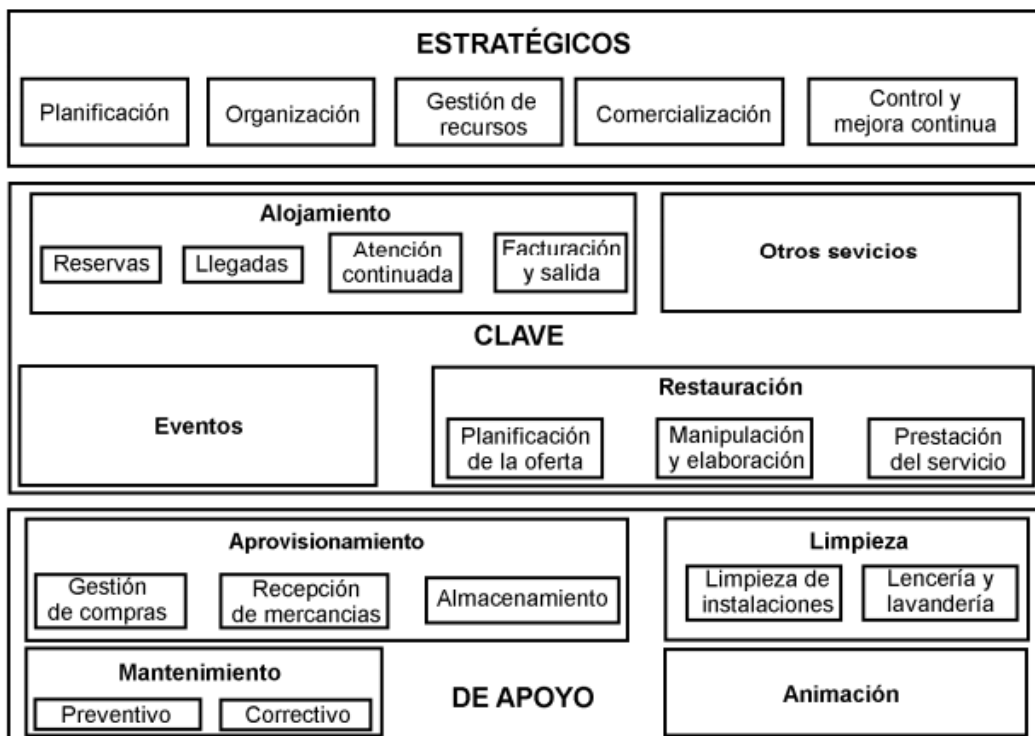 ESTRATÉGICOS
Planificación
Organización
Gestión de
recursos
Comercialización
Control y
mejora continua
Alojamiento
Reservas
Llegadas
Atención
continuada
Facturación
y salida
Otros sevicios
CLAVE
Eventos
Restauración
Planificación
de la oferta
Manipulación
y elaboración
Prestación
del servicio
Aprovisionamiento
Gestión
de compras
Recepción
de mercancias
Almacenamiento
Limpieza
Limpieza de
instalaciones
Lencería y
lavandería
Mantenimiento
Preventivo
Correctivo
DE APOYO
Animación